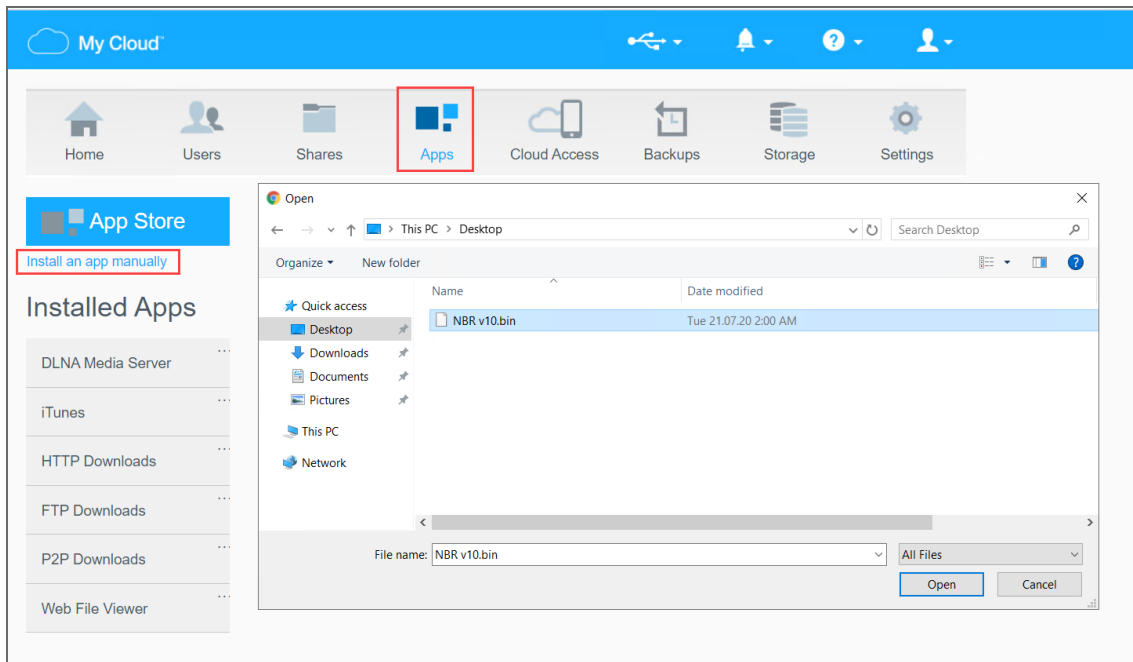 My Cloud™
Home
Users
Shares
Apps
Cloud Access
Backups
Storage
Settings
App Store
Install an app manually
Installed Apps
DLNA Media Server
iTunes
HTTP Downloads
FTP Downloads
P2P Downloads
Web File Viewer
Open
This PC > Desktop
Search Desktop
Organize
New folder
Name
Date modified
Quick access
Desktop
Downloads
Documents
Pictures
This PC
Network
NBR v10.bin
Tue 21.07.20 2:00 AM
File name: NBR v10.bin
All Files
Open
Cancel